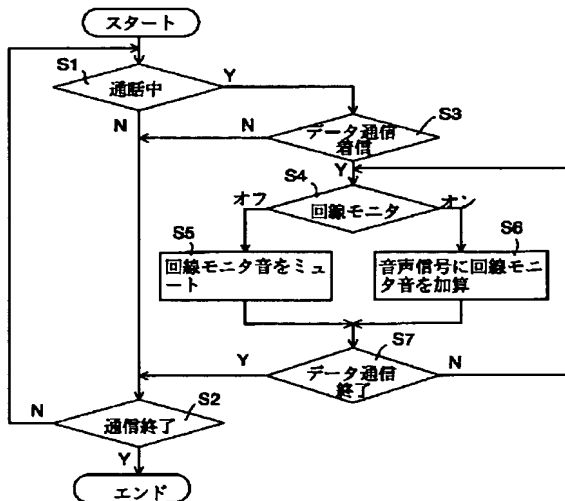 スタート
S1
通話中
Y
N
S3
データ通信
着信
N
Y
S4
回線モニタ
オフ
オン
S5
回線モニタ音をミュ
ート
S6
音声信号に回線モニ
タ音を加算
S7
データ通信
終了
Y
N
S2
通信終了
N
Y
エンド